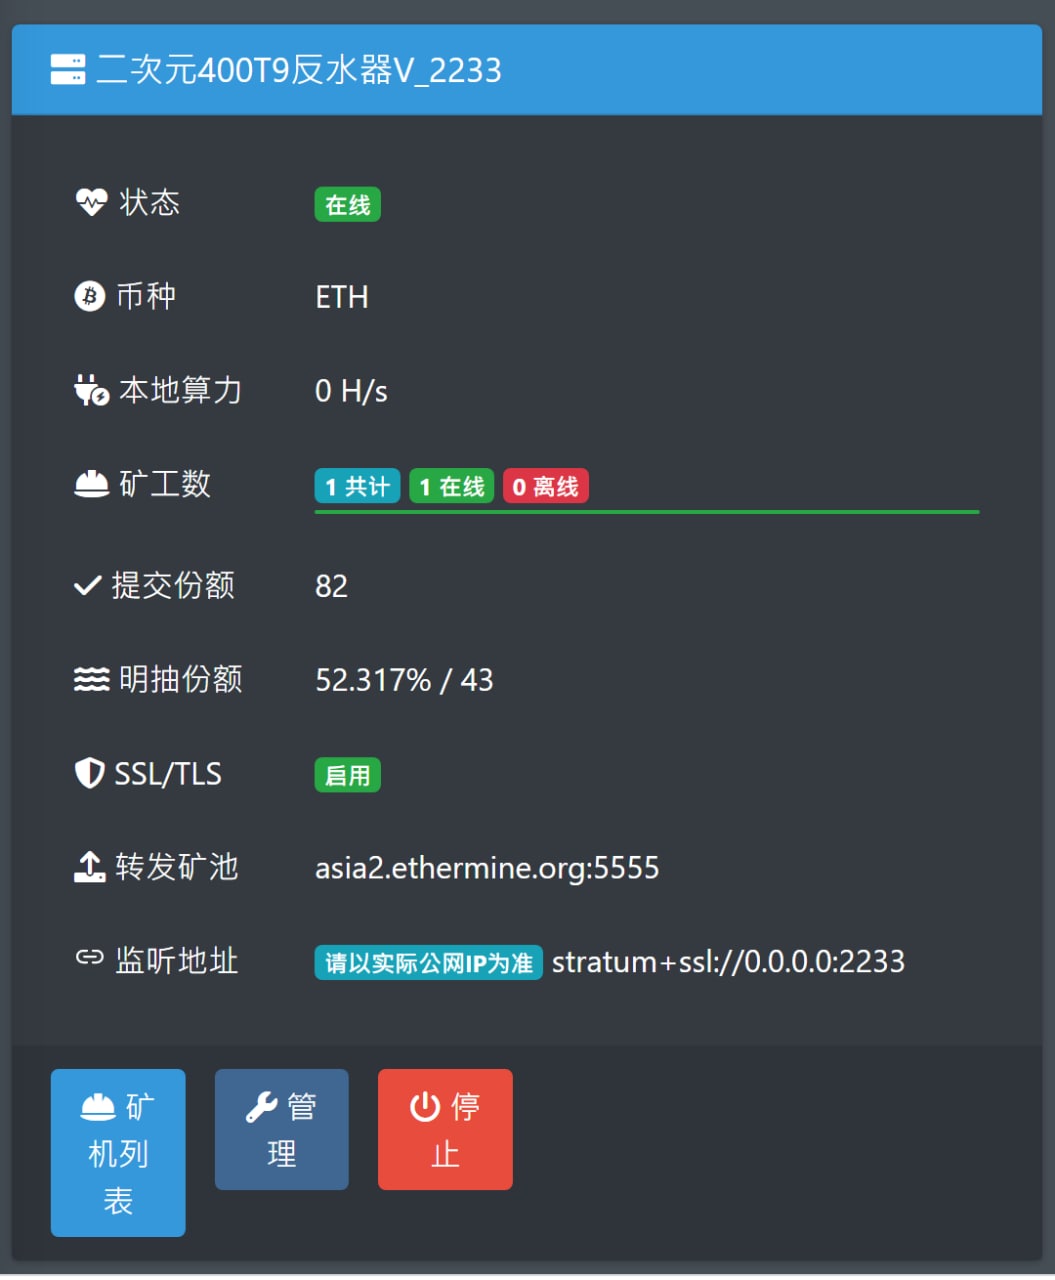 二次元400T9反水器V_2233
状态 在线
币种 ETH
本地算力 0 H/s
矿工数 1 共计 1 在线 0 离线
提交份额 82
明抽份额 52.317% / 43
SSL/TLS 启用
转发矿池 asia2.ethermine.org:5555
监听地址 请以实际公网IP为准 stratum+ssl://0.0.0.0:2233
矿
机列
表
管
理
停
止